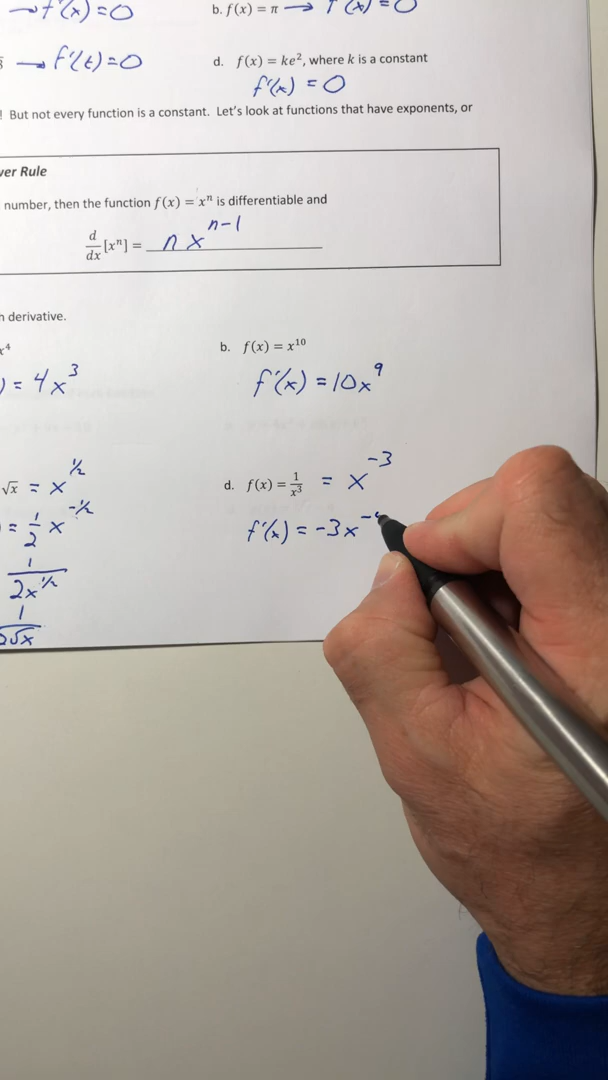 → f'(x) = 0
b. f(x) = π → f'(x) = 0
→ f'(t) = 0
d. f(x) = ke², where k is a constant
f'(x) = 0
! But not every function is a constant. Let's look at functions that have exponents, or
ver Rule
number, then the function f(x) = xⁿ is differentiable and
d/dx [xⁿ] = n x^(n-1)
n derivative.
x⁴
b. f(x) = x¹⁰
) = 4x³
f'(x) = 10x⁹
√x = x^(1/2)
d. f(x) = 1/x³ = x^(-3)
= 1/2 x^(-1/2)
f'(x) = -3x^(-4
1/(2x^(1/2))
1/(2√x)